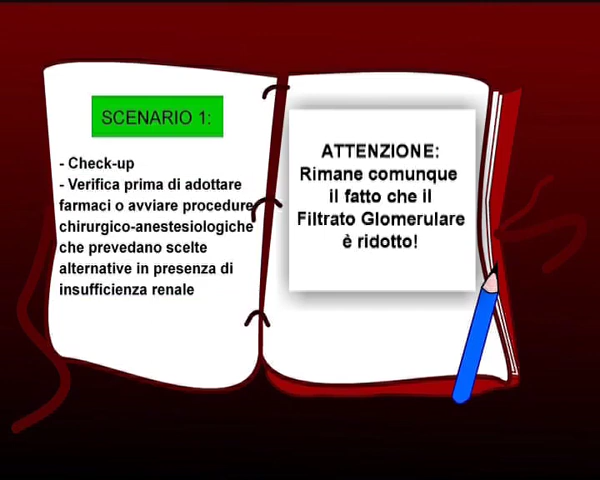 SCENARIO 1:
- Check-up
- Verifica prima di adottare
farmaci o avviare procedure
chirurgico-anestesiologiche
che prevedano scelte
alternative in presenza di
insufficienza renale
ATTENZIONE:
Rimane comunque
il fatto che il
Filtrato Glomerulare
è ridotto!